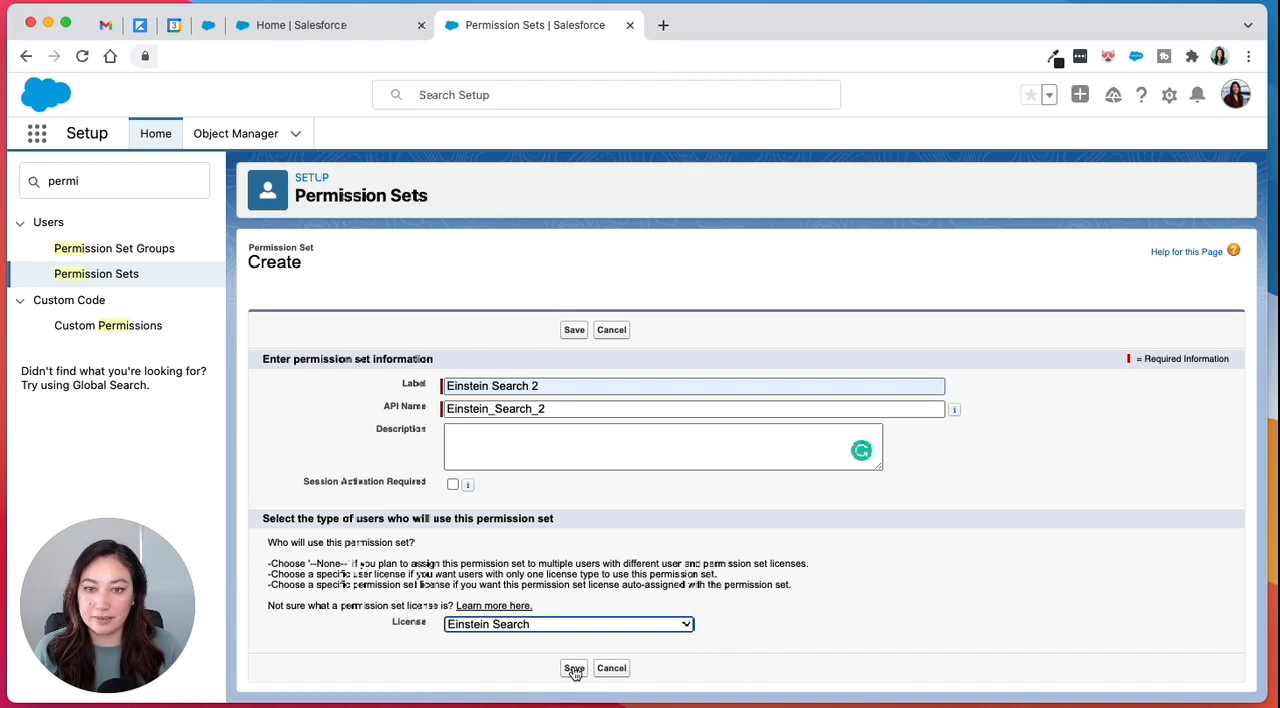 Home | Salesforce
Permission Sets | Salesforce
3
Search Setup
Setup
Home
Object Manager
permi
Users
Permission Set Groups
Permission Sets
Custom Code
Custom Permissions
Didn't find what you're looking for?
Try using Global Search.
SETUP
Permission Sets
Permission Set
Create
Help for this Page
Save
Cancel
Enter permission set information
= Required Information
Label
Einstein Search 2
API Name
Einstein_Search_2
Description
Session Activation Required
Select the type of users who will use this permission set
Who will use this permission set?
-Choose '--None--' if you plan to assign this permission set to multiple users with different user and permission set licenses.
-Choose a specific user license if you want users with only one license type to use this permission set.
-Choose a specific permission set license if you want this permission set license auto-assigned with the permission set.
Not sure what a permission set license is? Learn more here.
License
Einstein Search
Save
Cancel